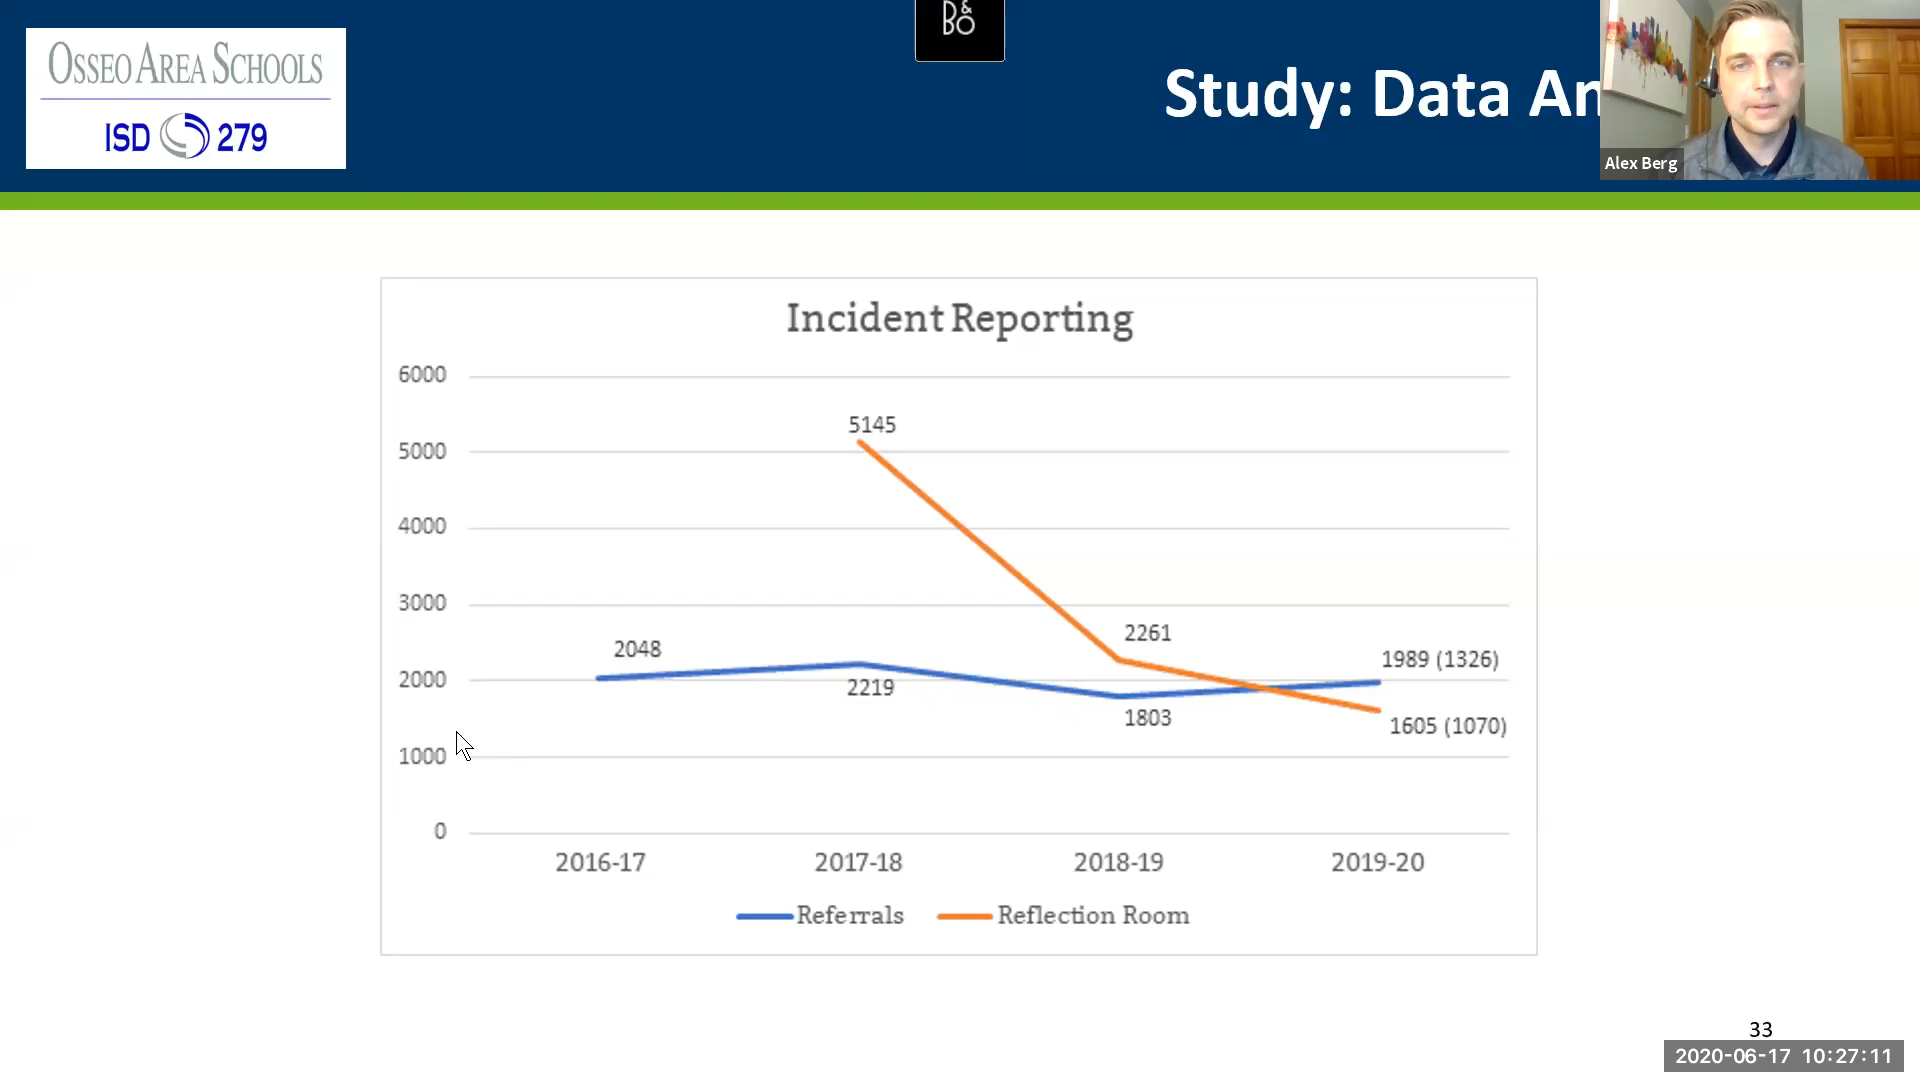 B&O
OSSEO AREA SCHOOLS
ISD 279
Study: Data An
Alex Berg
Incident Reporting
6000
5145
5000
4000
3000
2261
2048
1989 (1326)
2000
2219
1803
1605 (1070)
1000
0
2016-17 2017-18 2018-19 2019-20
Referrals Reflection Room
33
2020-06-17 10:27:11